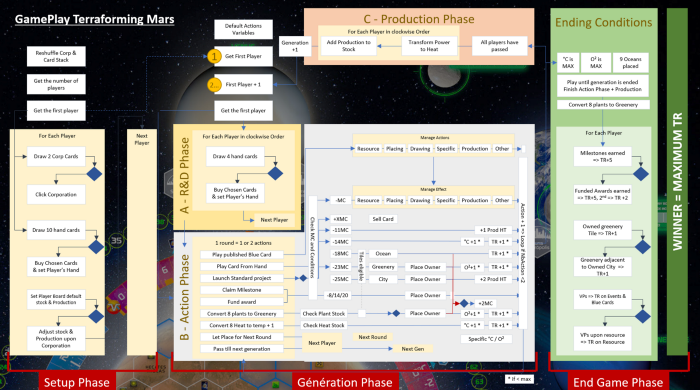 GamePlay Terraforming Mars
Reshuffle Corp &
Card Stack
Get the number of
players
Get the first player
For Each Player
Draw 2 Corp Cards
Click Corporation
Draw 10 hand cards
Buy Chosen Cards
& set Player's Hand
Set Player Board default
stock & Production
Adjust stock &
Production upon
Corporation
Next
Player
Setup Phase
Default Actions
Variables
1
Get First Player
2...
First Player + 1
Get the first player
C - Production Phase
For Each Player in clockwise Order
Generation
+1
Add Production to
Stock
Transform Power
to Heat
All players have
passed
A - R&D Phase
For Each Player in clockwise Order
Draw 4 hand cards
Buy Chosen Cards
& set Player's Hand
Next Player
B - Action Phase
1 round = 1 or 2 actions
Play published Blue Card
Play Card From Hand
Launch Standard project
Claim Milestone
Fund award
Convert 8 plants to Greenery
Convert 8 Heat to temp + 1
Let Place for Next Round
Pass till next generation
Manage Actions
Resource
Placing
Drawing
Specific
Production
Other
Manage Effect
-MC
Resource
Placing
Drawing
Specific
Production
Other
Check MC and Conditions
+XMC
Sell Card
-11MC
+1 Prod HT
-14MC
°C +1 *
TR +1 *
-18MC
Ocean
TR +1 *
-23MC
Greenery
Place Owner
O²+1 *
TR +1 *
-25MC
City
Place Owner
+2 Prod HT
Tiles eligible
-8/14/20
+2MC
Check Plant Stock
Place Owner
O²+1 *
TR +1 *
Check Heat Stock
°C +1 *
TR +1 *
Next Player
Next Round
Next Gen
Specific °C / O²
* if < max
Génération Phase
Ending Conditions
°C is
MAX
O² is
MAX
9 Oceans
placed
Play until generation is ended
Finish Action Phase + Production
Convert 8 plants to Greenery
For Each Player
Milestones earned
=> TR+5
Funded Awards earned
=> TR+5, 2nd => TR +2
Owned greenery
Tile => TR+1
Greenery adjacent
to Owned City =>
TR+1
VPs => TR on Events &
Blue Cards
VPs upon resource
=> TR on Resource
End Game Phase
WINNER = MAXIMUM TR